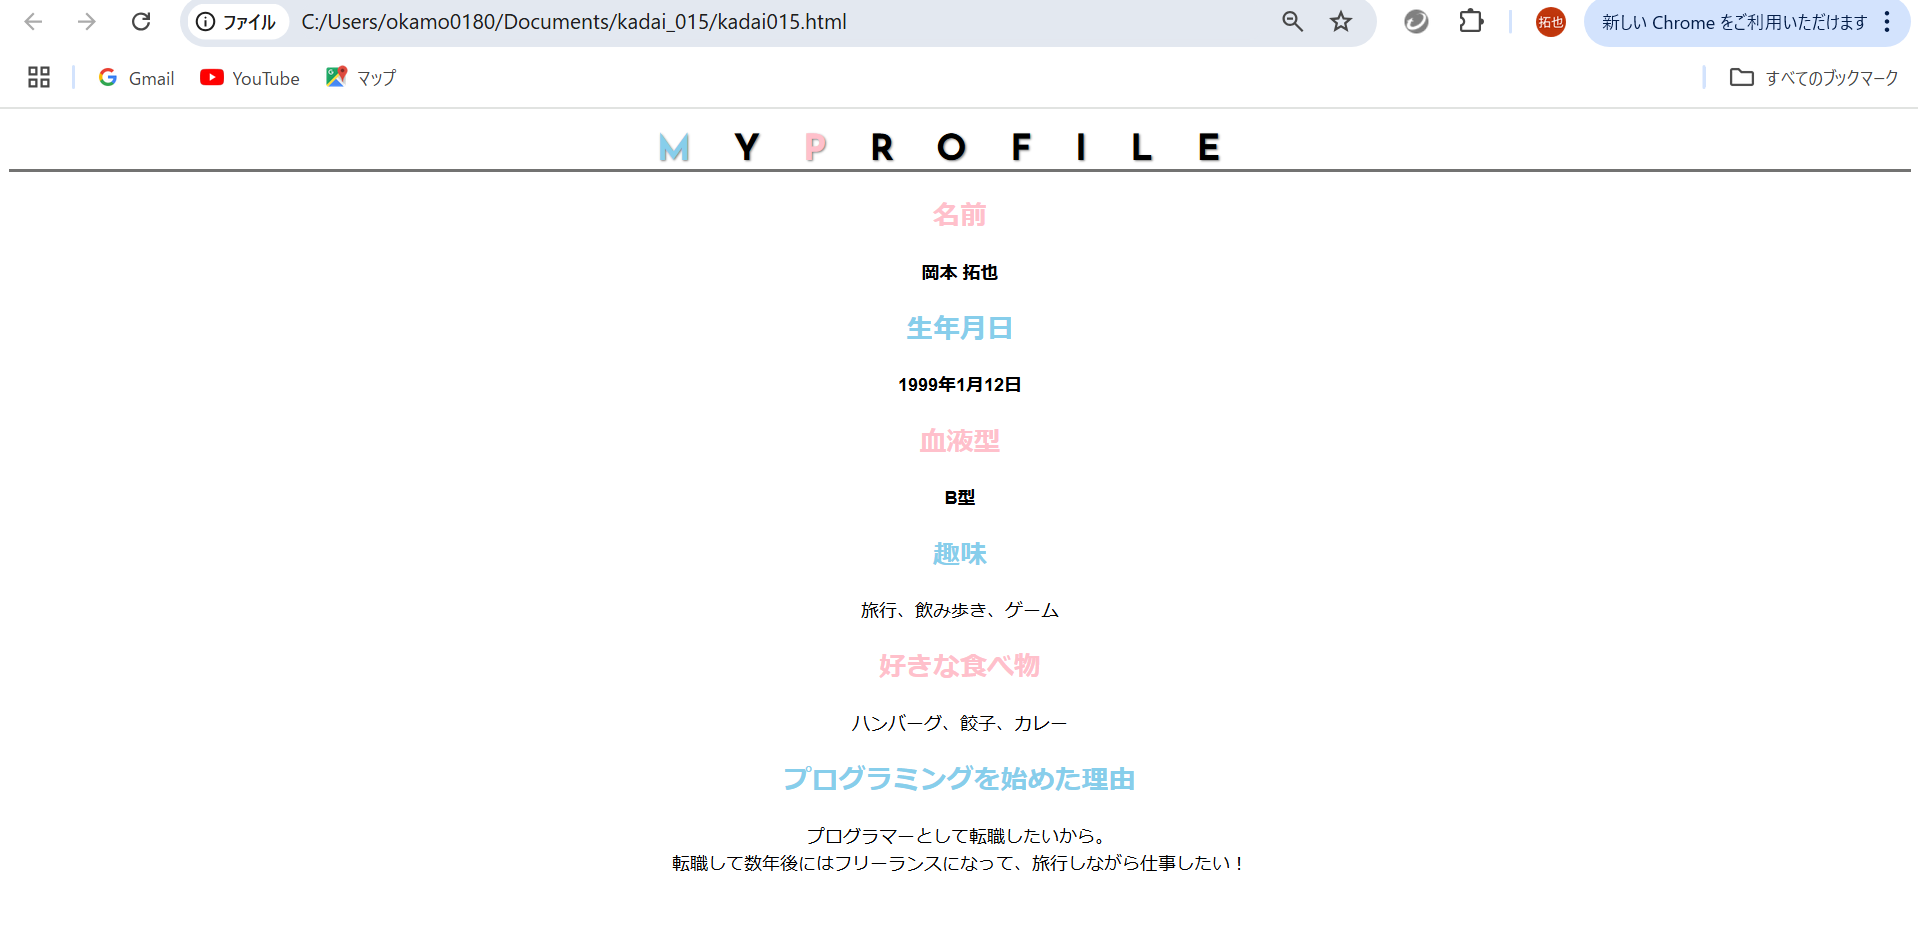 ファイル C:/Users/okamo0180/Documents/kadai_015/kadai015.html 拓也 新しい Chrome をご利用いただけます
Gmail YouTube マップ すべてのブックマーク
M Y P R O F I L E
名前
岡本 拓也
生年月日
1999年1月12日
血液型
B型
趣味
旅行、飲み歩き、ゲーム
好きな食べ物
ハンバーグ、餃子、カレー
プログラミングを始めた理由
プログラマーとして転職したいから。
転職して数年後にはフリーランスになって、旅行しながら仕事したい！